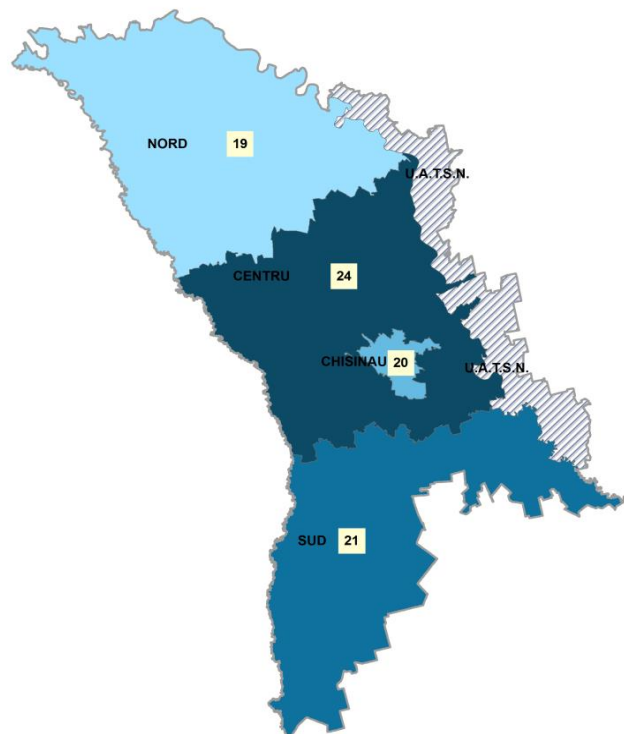 NORD 19
U.A.T.S.N.
CENTRU 24
CHISINAU 20
U.A.T.S.N.
SUD 21